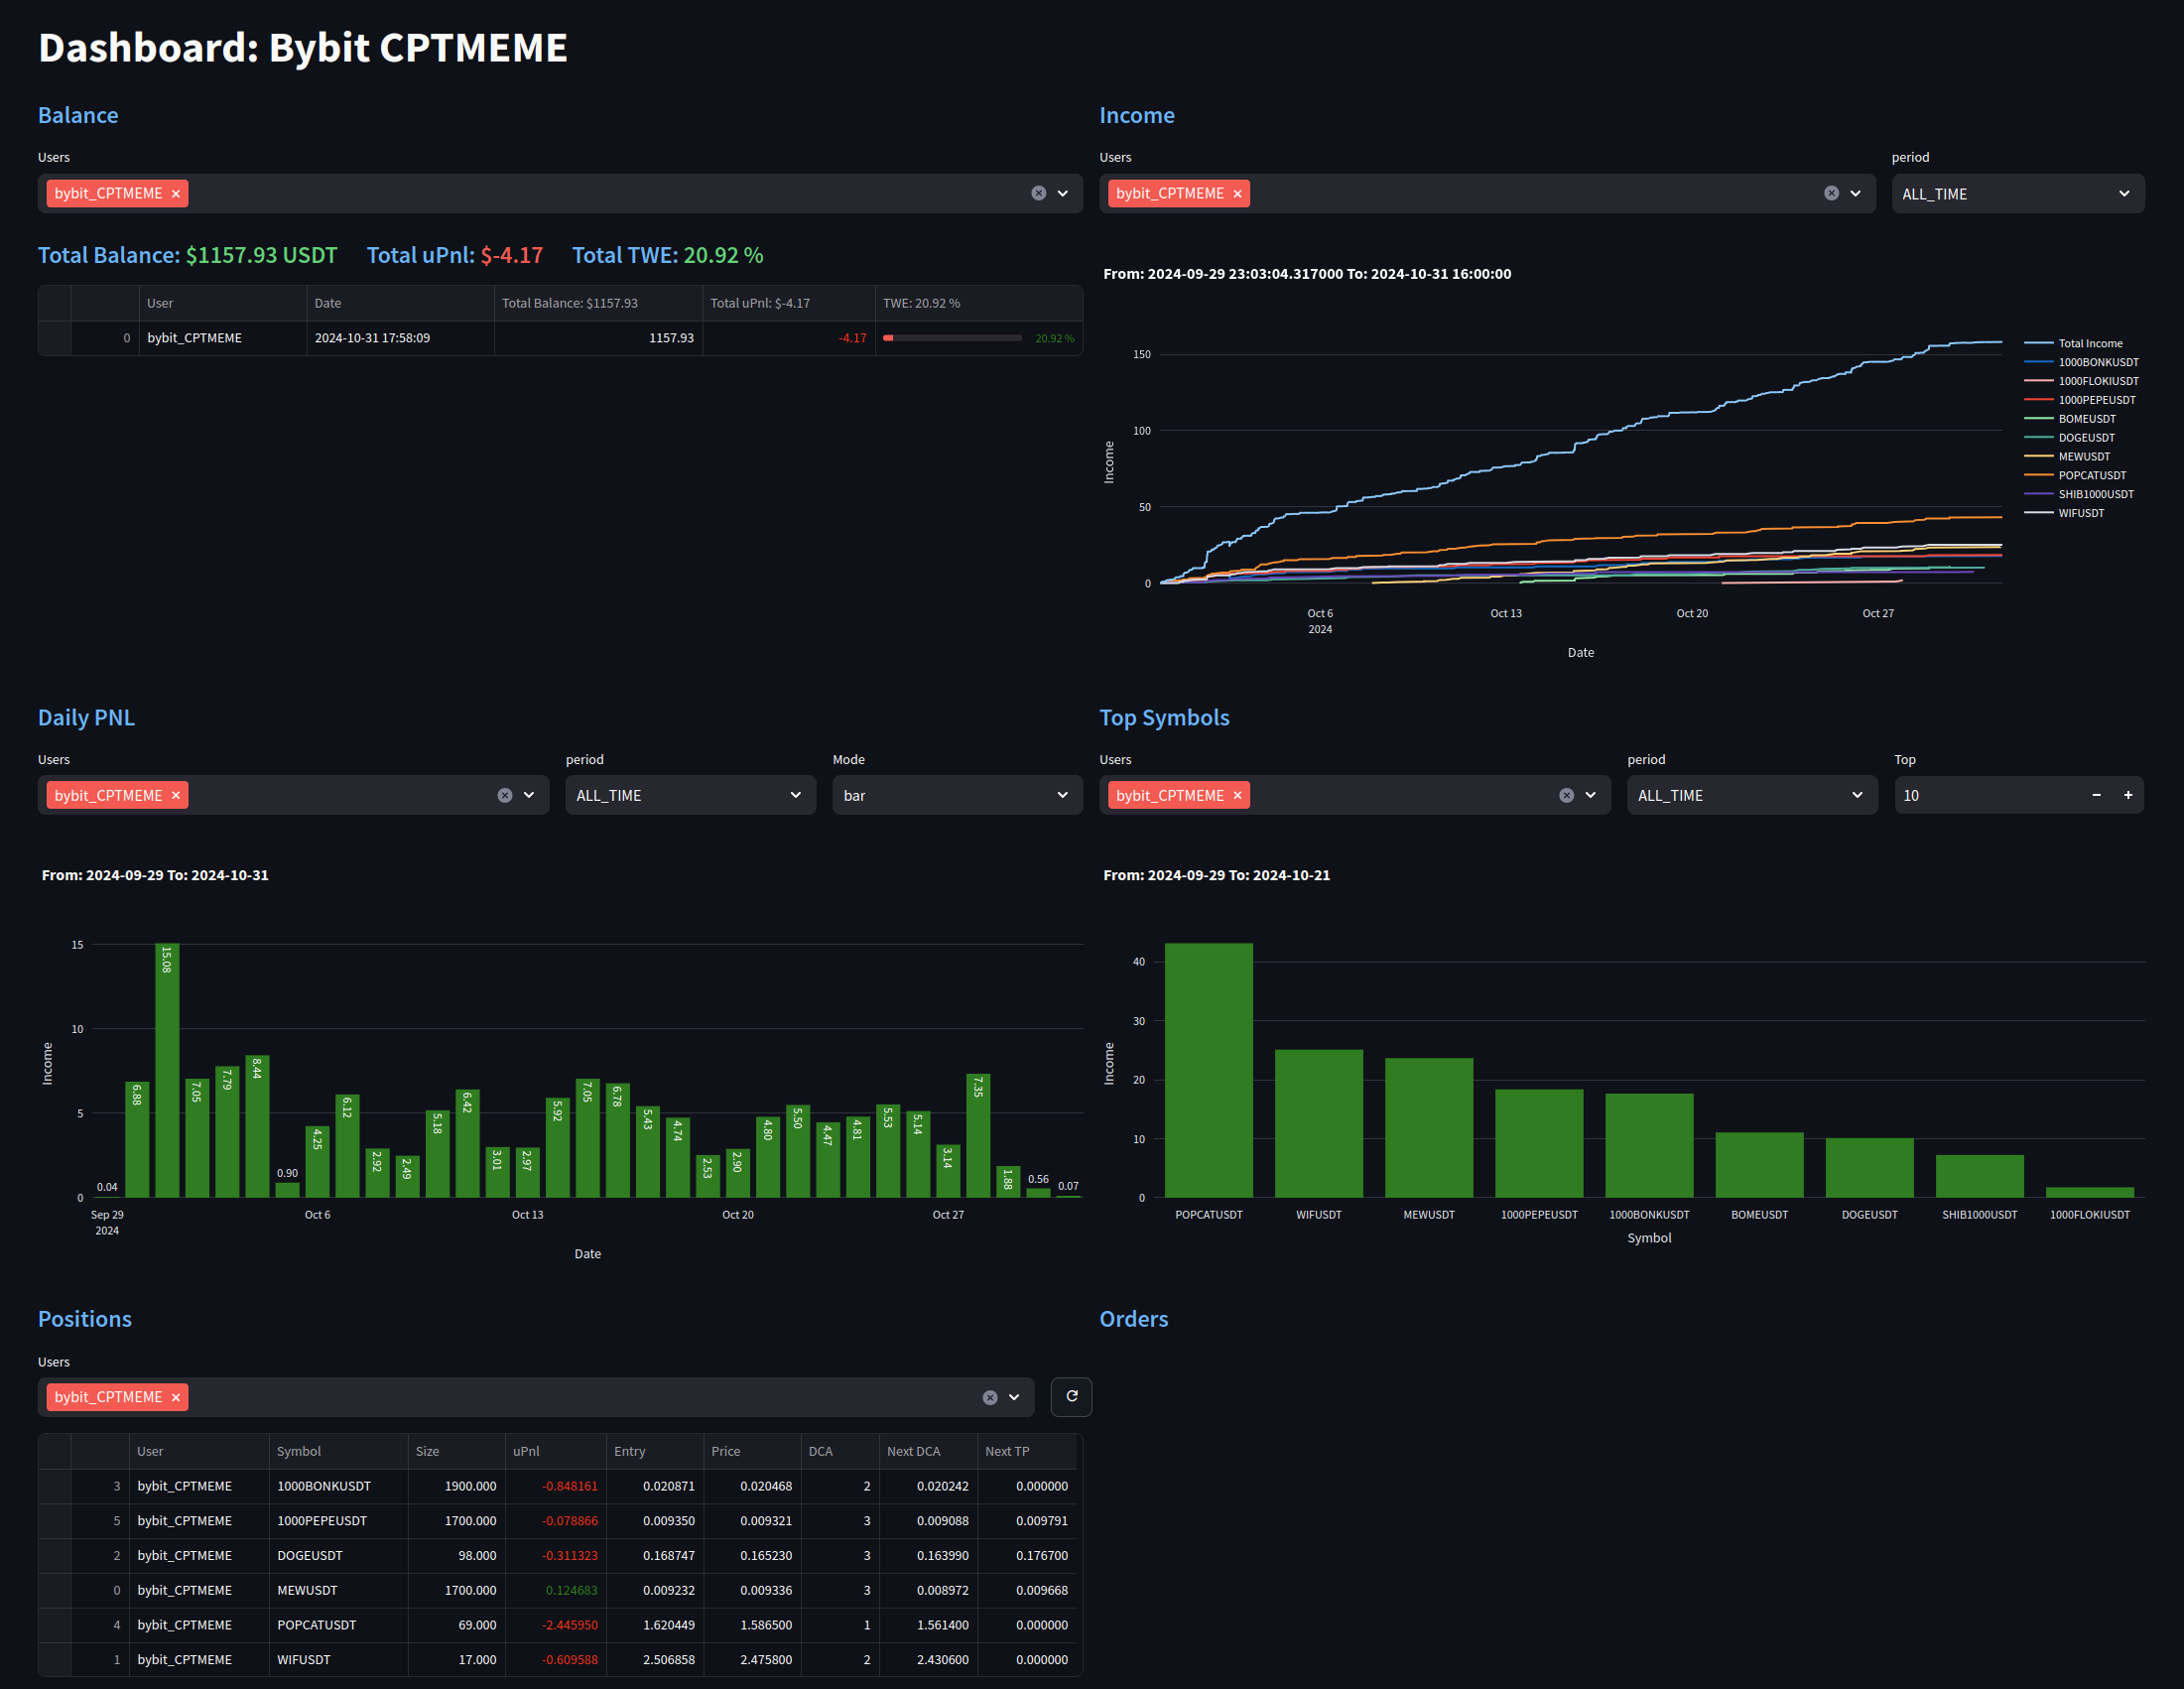 Dashboard: Bybit CPTMEME
Balance
Users
bybit_CPTMEME
Total Balance: $1157.93 USDT Total uPnl: $-4.17 Total TWE: 20.92 %
User Date Total Balance: $1157.93 Total uPnl: $-4.17 TWE: 20.92 %
0 bybit_CPTMEME 2024-10-31 17:58:09 1157.93 -4.17 20.92 %
Income
Users period
bybit_CPTMEME ALL_TIME
From: 2024-09-29 23:03:04.317000 To: 2024-10-31 16:00:00
150
100
50
0
Income
Oct 6 Oct 13 Oct 20 Oct 27
2024
Date
Total Income
1000BONKUSDT
1000FLOKIUSDT
1000PEPEUSDT
BOMEUSDT
DOGEUSDT
MEWUSDT
POPCATUSDT
SHIB1000USDT
WIFUSDT
Daily PNL
Users period Mode
bybit_CPTMEME ALL_TIME bar
From: 2024-09-29 To: 2024-10-31
15
10
5
0
Income
0.04 6.88 15.08 7.05 7.79 8.44 0.90 4.25 6.12 2.92 2.49 5.18 6.42 3.01 2.97 5.92 7.05 6.78 5.43 4.74 2.53 2.90 4.80 5.50 4.47 4.81 5.53 5.14 3.14 7.35 1.88 0.56 0.07
Sep 29 Oct 6 Oct 13 Oct 20 Oct 27
2024
Date
Top Symbols
Users period Top
bybit_CPTMEME ALL_TIME 10
From: 2024-09-29 To: 2024-10-21
40
30
20
10
0
Income
POPCATUSDT WIFUSDT MEWUSDT 1000PEPEUSDT 1000BONKUSDT BOMEUSDT DOGEUSDT SHIB1000USDT 1000FLOKIUSDT
Symbol
Positions
Users
bybit_CPTMEME
User Symbol Size uPnl Entry Price DCA Next DCA Next TP
3 bybit_CPTMEME 1000BONKUSDT 1900.000 -0.848161 0.020871 0.020468 2 0.020242 0.000000
5 bybit_CPTMEME 1000PEPEUSDT 1700.000 -0.078866 0.009350 0.009321 3 0.009088 0.009791
2 bybit_CPTMEME DOGEUSDT 98.000 -0.311323 0.168747 0.165230 3 0.163990 0.176700
0 bybit_CPTMEME MEWUSDT 1700.000 0.124683 0.009232 0.009336 3 0.008972 0.009668
4 bybit_CPTMEME POPCATUSDT 69.000 -2.445950 1.620449 1.586500 1 1.561400 0.000000
1 bybit_CPTMEME WIFUSDT 17.000 -0.609588 2.506858 2.475800 2 2.430600 0.000000
Orders